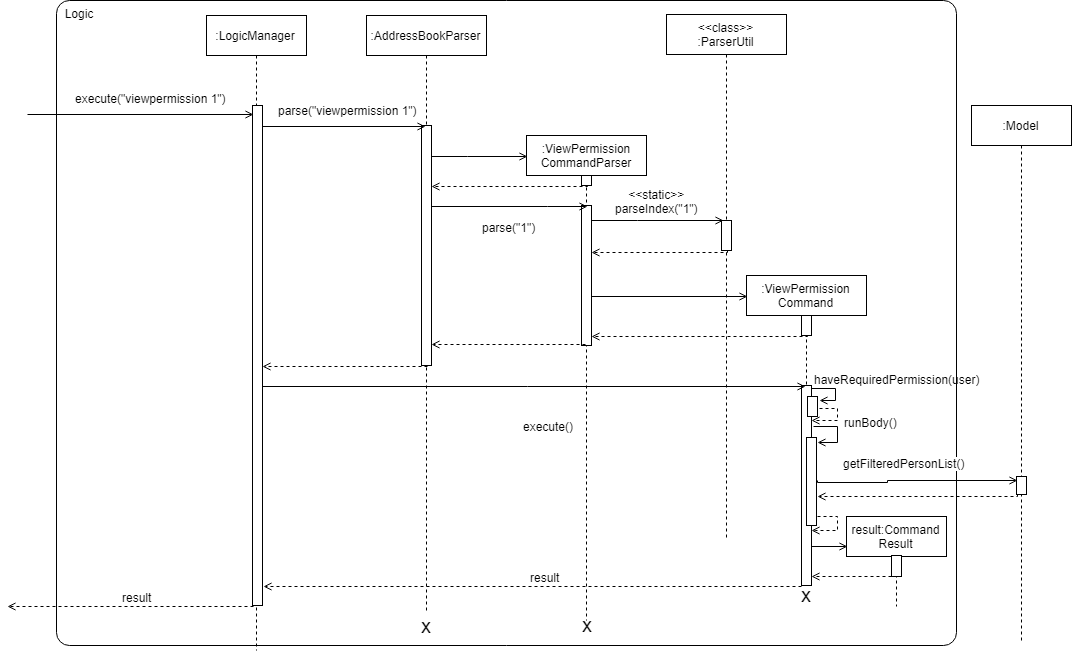 Logic
:LogicManager
:AddressBookParser
<<class>>
:ParserUtil
execute("viewpermission 1")
parse("viewpermission 1")
:Model
:ViewPermission
CommandParser
<<static>>
parseIndex("1")
parse("1")
:ViewPermission
Command
haveRequiredPermission(user)
execute()
runBody()
getFilteredPersonList()
result:Command
Result
result
result
X
X
X